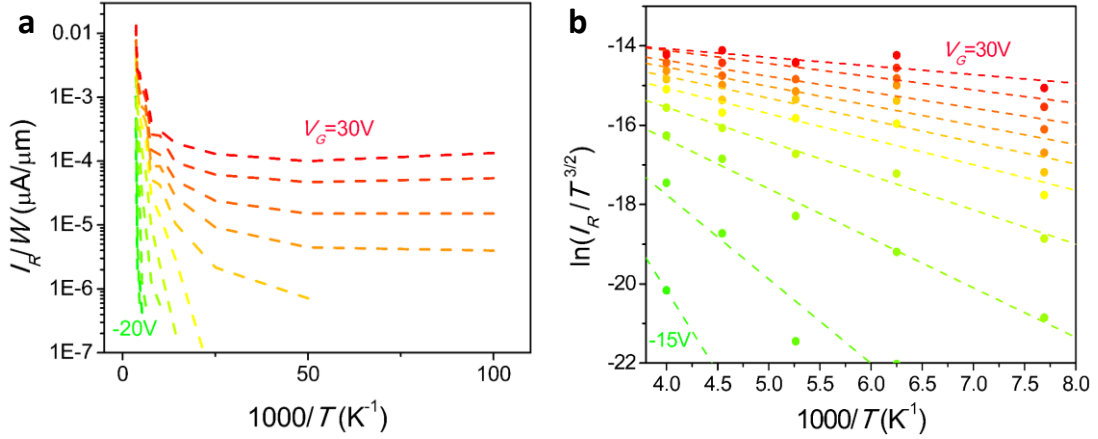 a
0.01
1E-3
1E-4
1E-5
1E-6
1E-7
I_R/W (μA/μm)
V_G=30V
-20V
0
50
100
1000/T (K⁻¹)
b
-14
-16
-18
-20
-22
ln(I_R / T^{3/2})
V_G=30V
-15V
4.0 4.5 5.0 5.5 6.0 6.5 7.0 7.5 8.0
1000/T (K⁻¹)